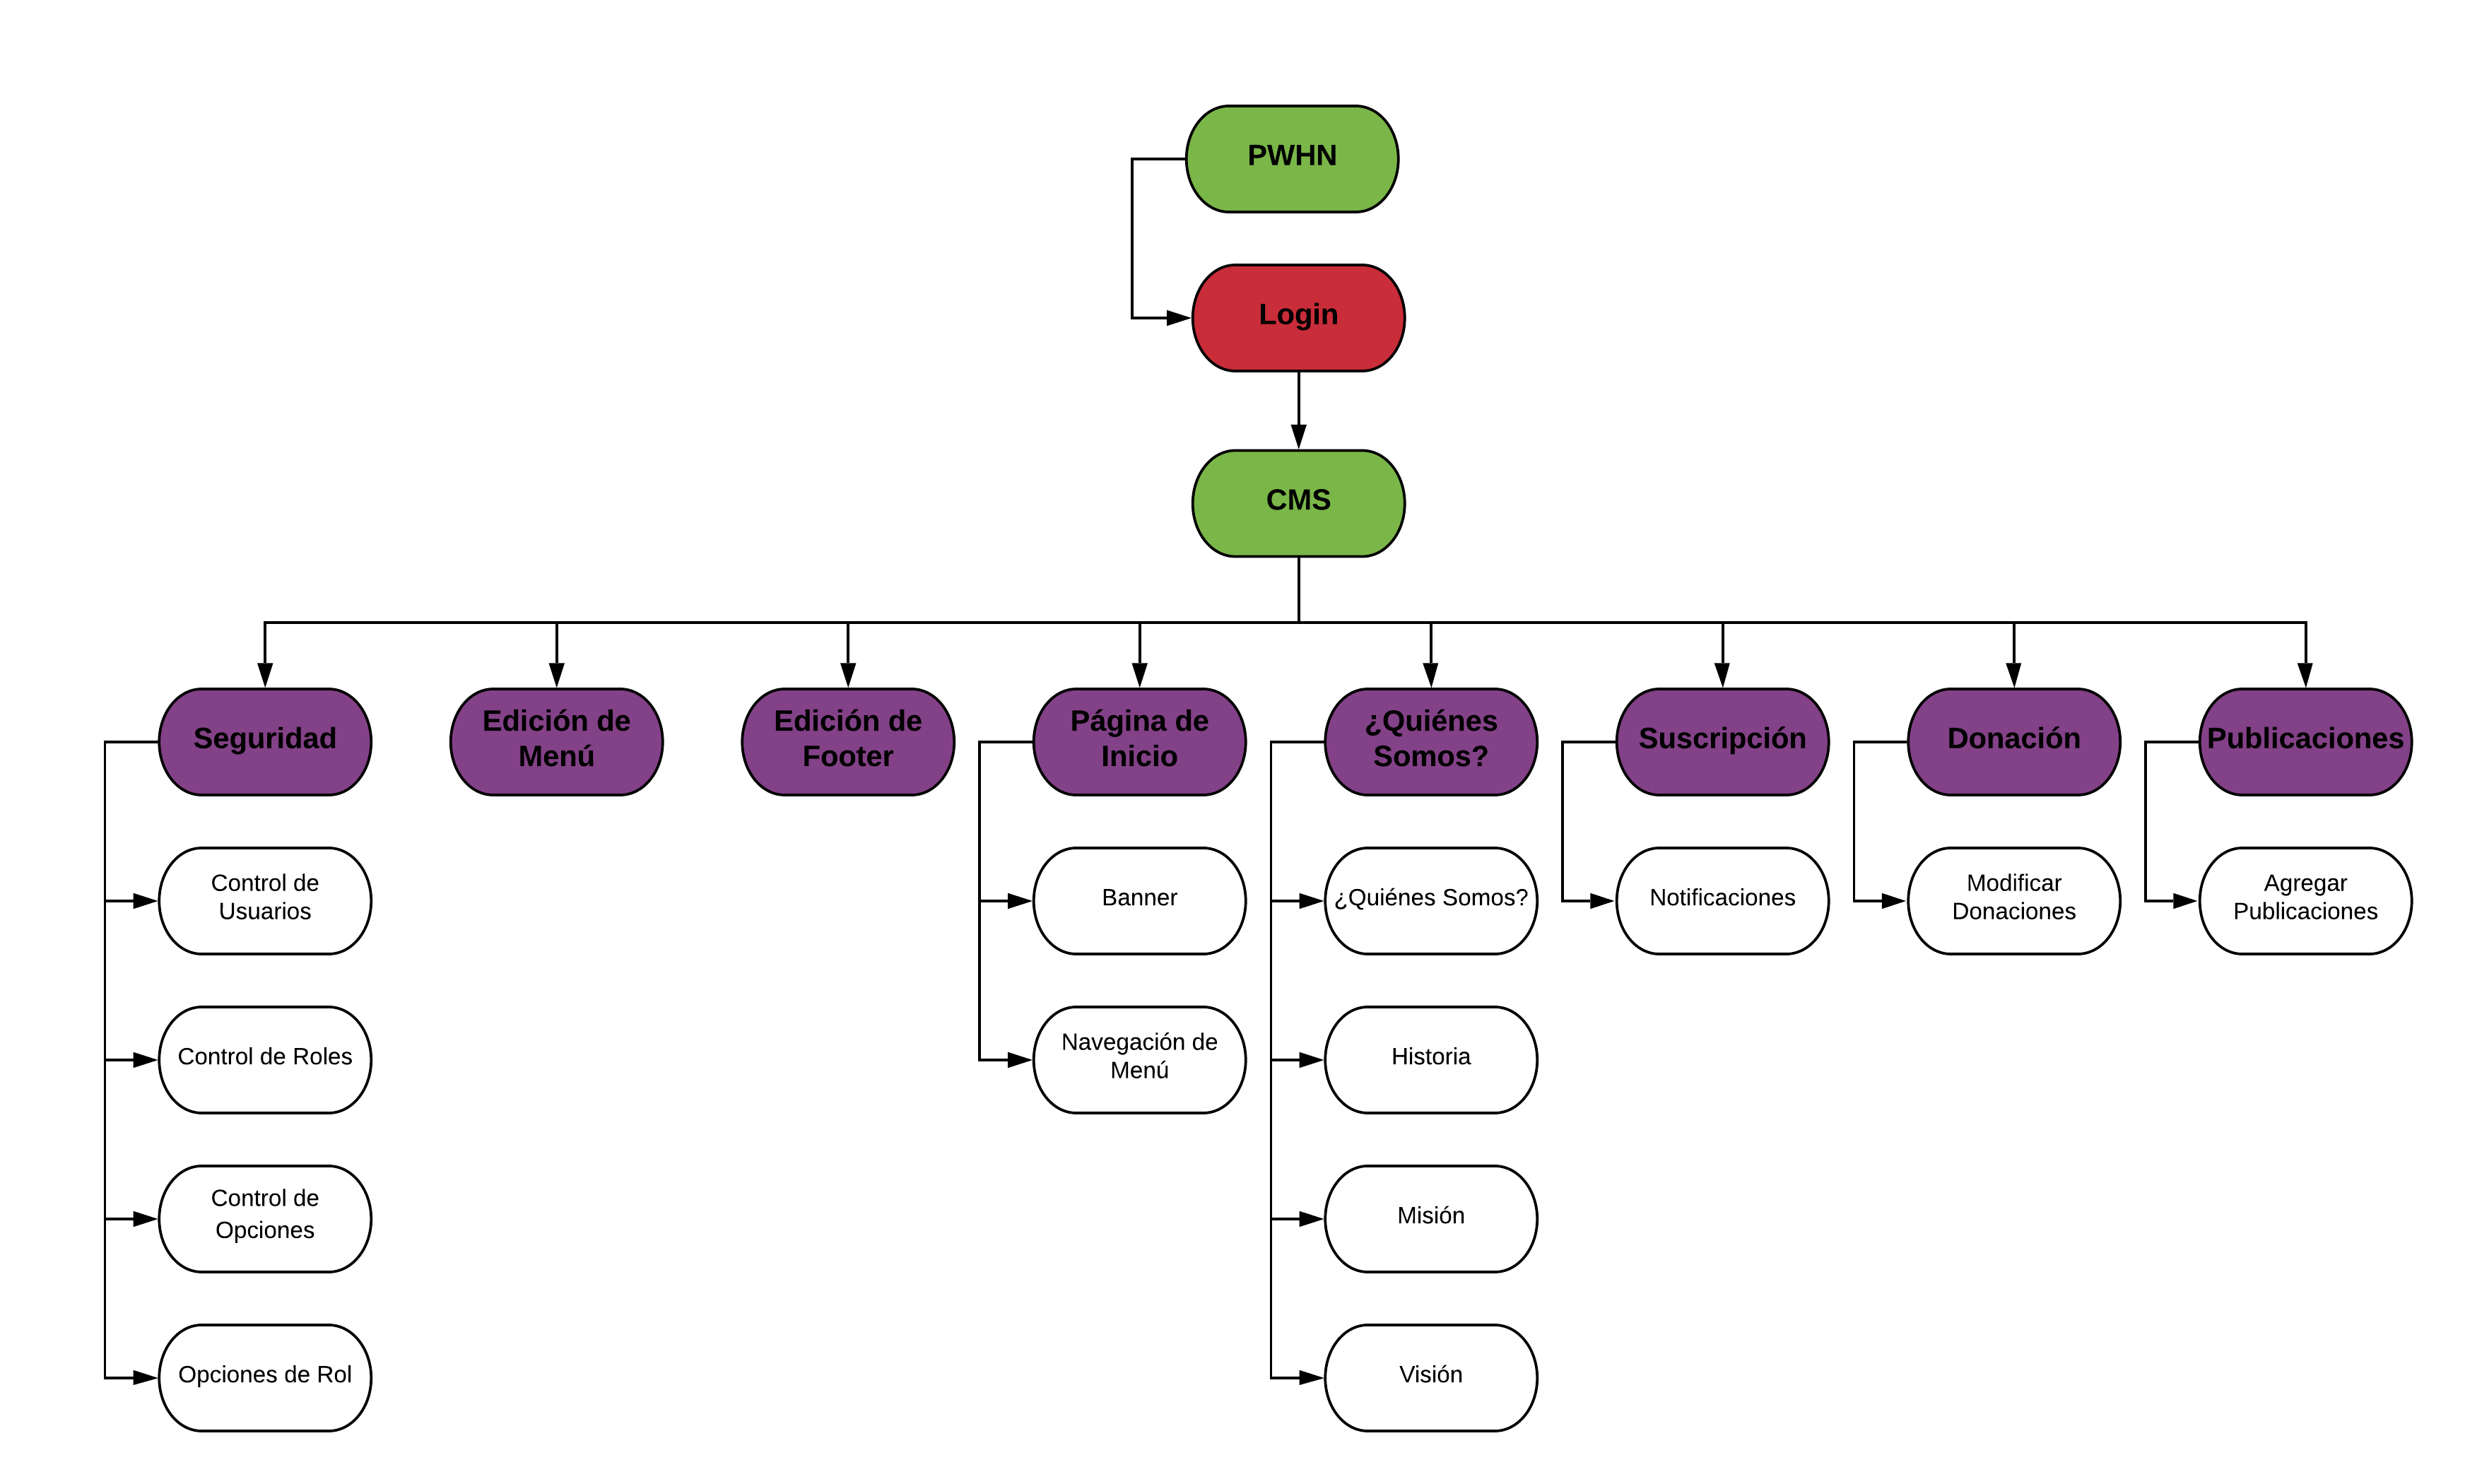 PWHN
Login
CMS
Seguridad
Edición de
Menú
Edición de
Footer
Página de
Inicio
¿Quiénes
Somos?
Suscripción
Donación
Publicaciones
Control de
Usuarios
Banner
¿Quiénes Somos?
Notificaciones
Modificar
Donaciones
Agregar
Publicaciones
Control de Roles
Navegación de
Menú
Historia
Control de
Opciones
Misión
Opciones de Rol
Visión